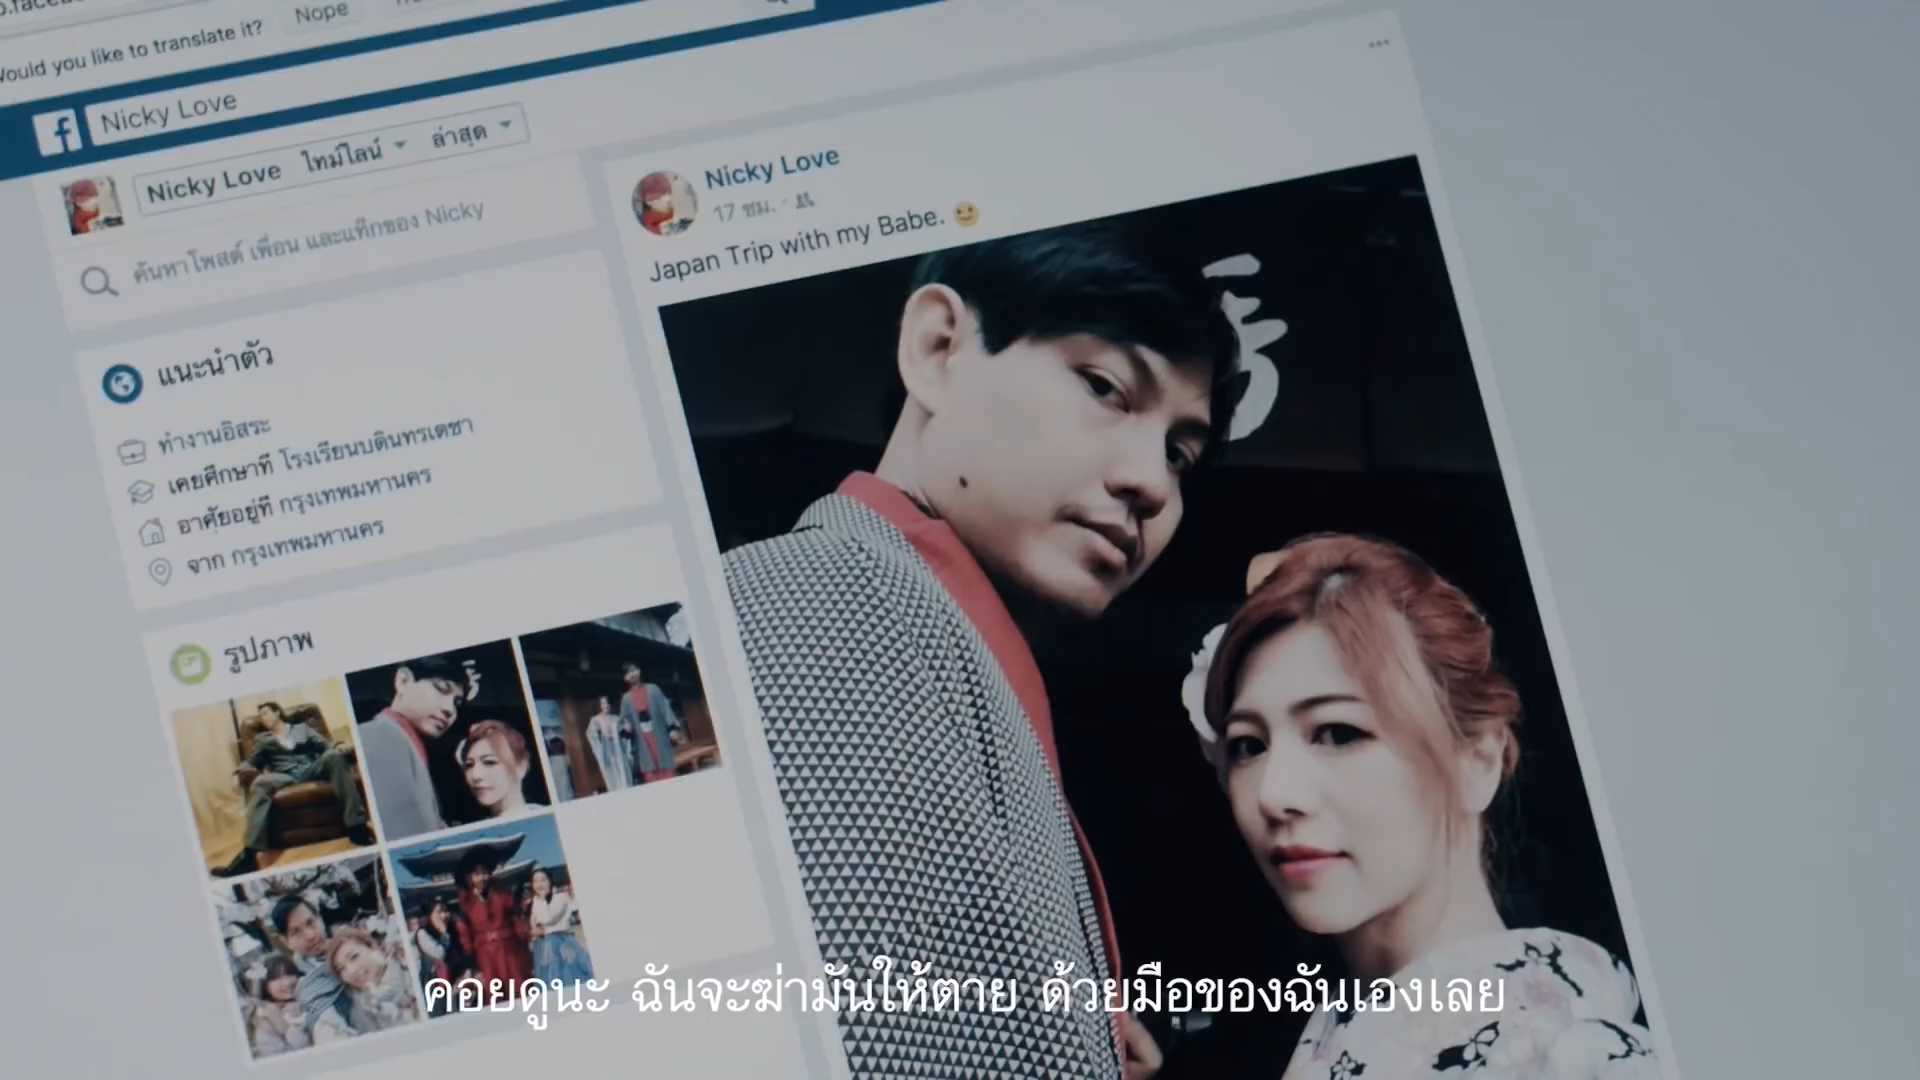 Would you like to translate it?
Nope
Nicky Love
Nicky Love ไทม์ไลน์ ล่าสุด
ค้นหาโพสต์ เพื่อน และแท็กของ Nicky
แนะนำตัว
ทำงานอิสระ
เคยศึกษาที่ โรงเรียนบดินทรเดชา
อาศัยอยู่ที่ กรุงเทพมหานคร
จาก กรุงเทพมหานคร
รูปภาพ
Nicky Love
17 ชม.
Japan Trip with my Babe.
คอยดูนะ ฉันจะฆ่ามันให้ตาย ด้วยมือของฉันเองเลย